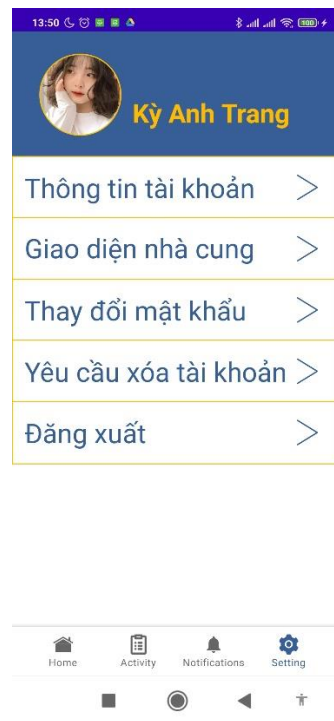 13:50
100
Kỳ Anh Trang
Thông tin tài khoản
Giao diện nhà cung
Thay đổi mật khẩu
Yêu cầu xóa tài khoản
Đăng xuất
Home Activity Notifications Setting